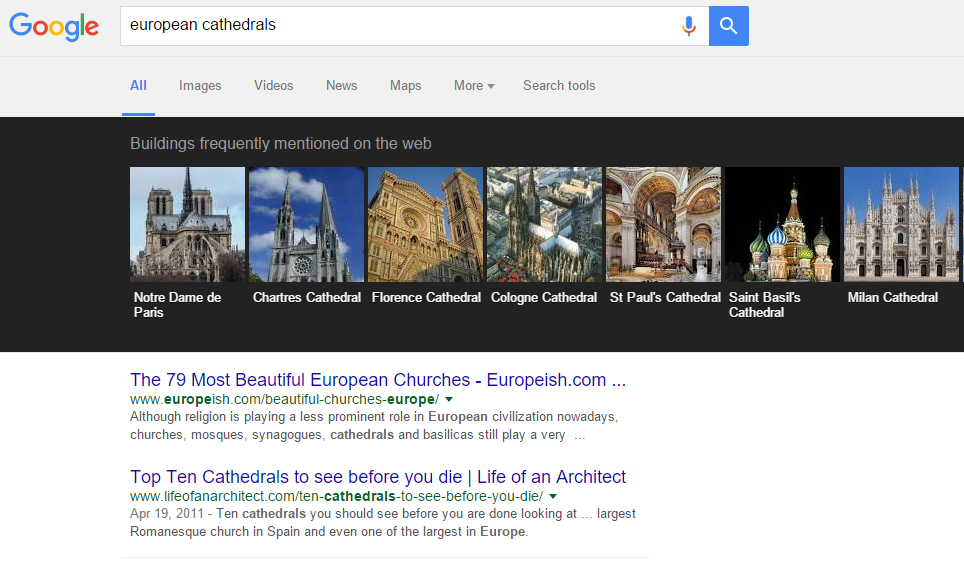 Google
european cathedrals
All Images Videos News Maps More Search tools
Buildings frequently mentioned on the web
Notre Dame de Paris
Chartres Cathedral
Florence Cathedral
Cologne Cathedral
St Paul's Cathedral
Saint Basil's Cathedral
Milan Cathedral
The 79 Most Beautiful European Churches - Europeish.com ...
www.europeish.com/beautiful-churches-europe/
Although religion is playing a less prominent role in European civilization nowadays,
churches, mosques, synagogues, cathedrals and basilicas still play a very ...
Top Ten Cathedrals to see before you die | Life of an Architect
www.lifeofanarchitect.com/ten-cathedrals-to-see-before-you-die/
Apr 19, 2011 - Ten cathedrals you should see before you are done looking at ... largest
Romanesque church in Spain and even one of the largest in Europe.